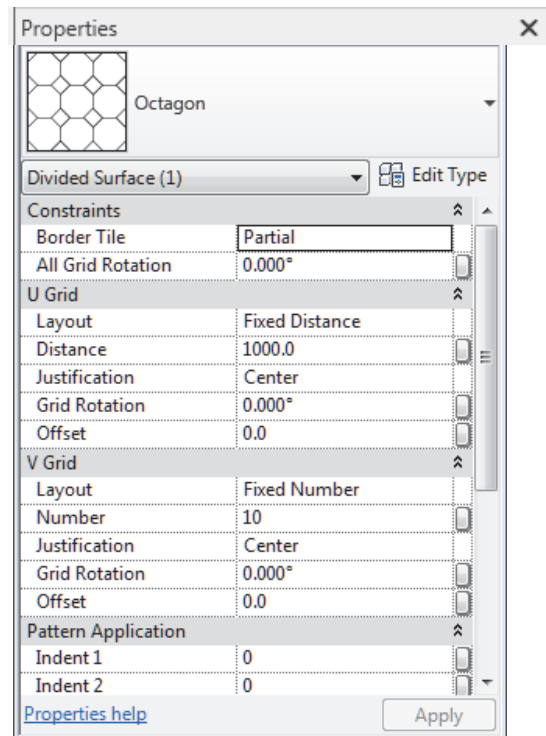 Properties
Octagon
Divided Surface (1) Edit Type
Constraints
Border Tile Partial
All Grid Rotation 0.000°
U Grid
Layout Fixed Distance
Distance 1000.0
Justification Center
Grid Rotation 0.000°
Offset 0.0
V Grid
Layout Fixed Number
Number 10
Justification Center
Grid Rotation 0.000°
Offset 0.0
Pattern Application
Indent 1 0
Indent 2 0
Properties help Apply